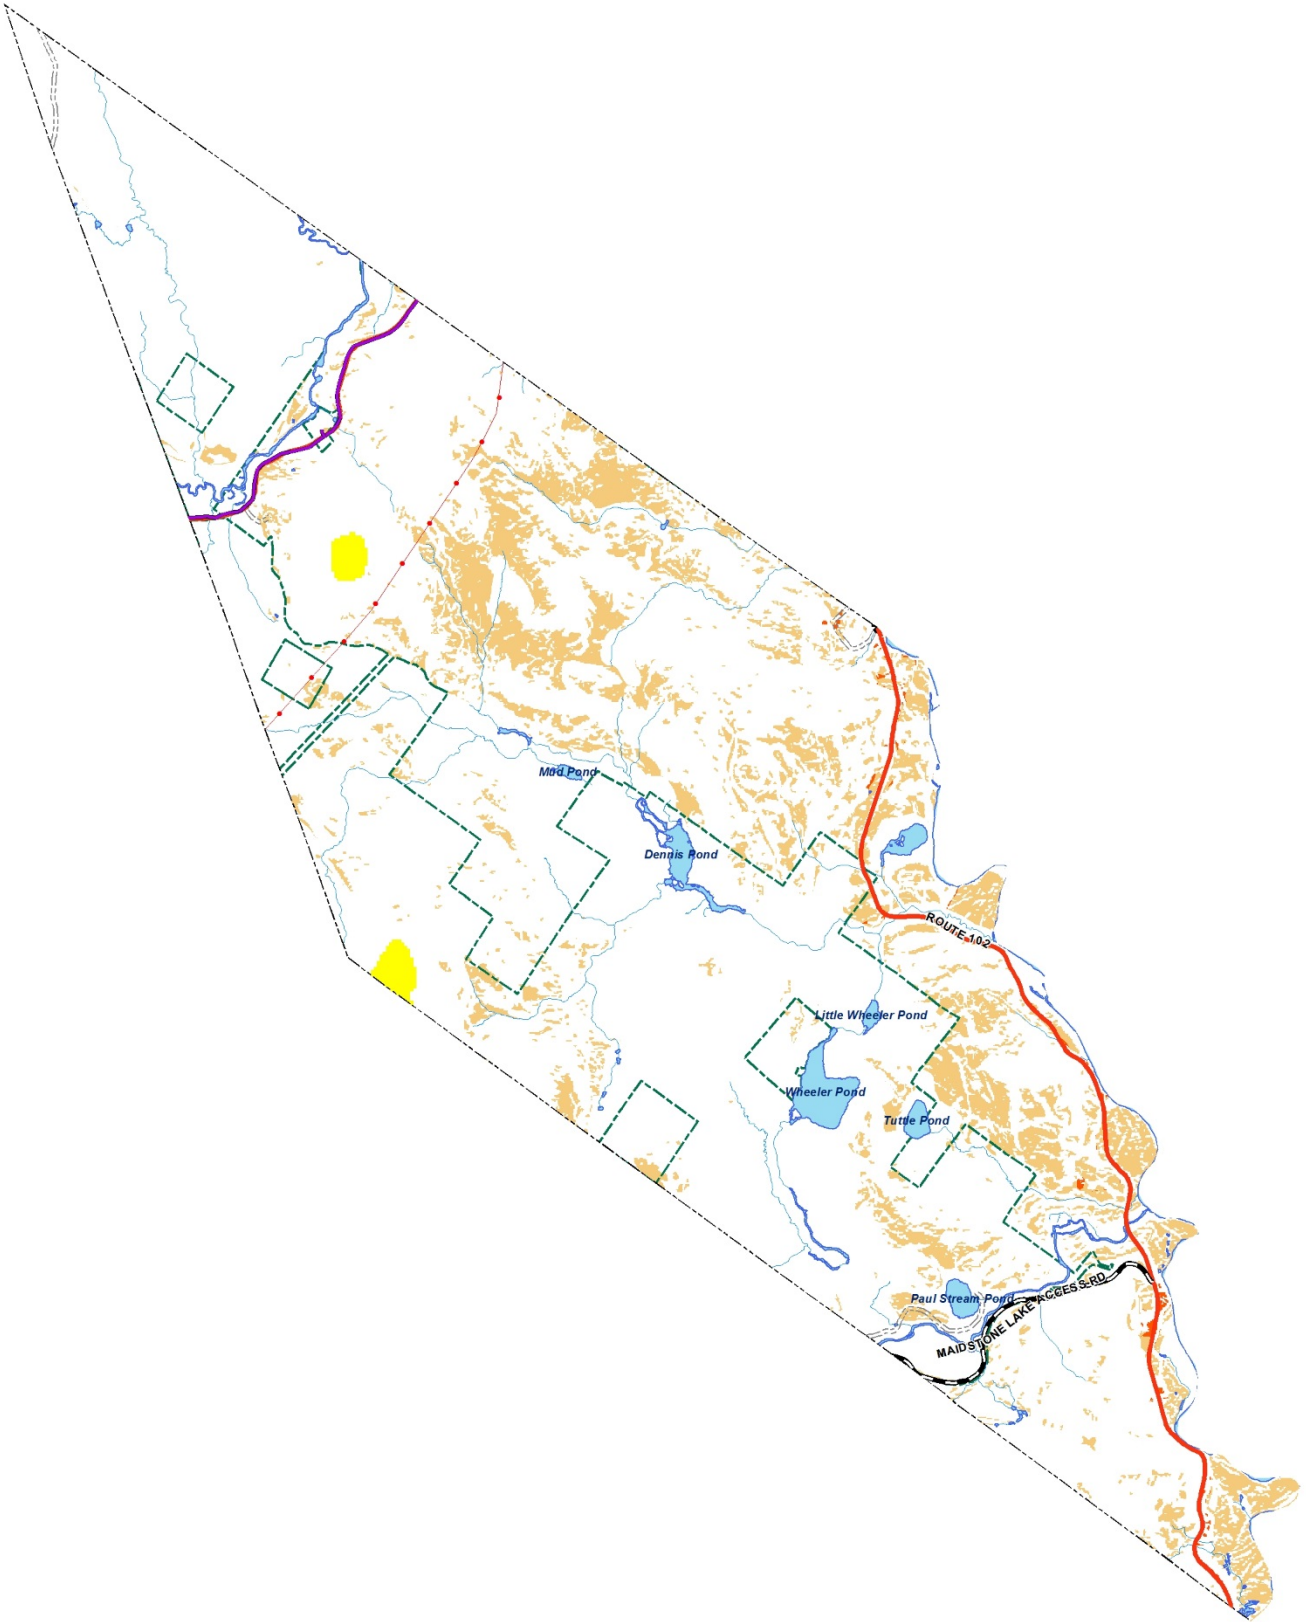 Mud Pond
Dennis Pond
ROUTE 102
Little Wheeler Pond
Wheeler Pond
Tuttle Pond
Paul Stream Pond
MAIDSTONE LAKE ACCESS RD